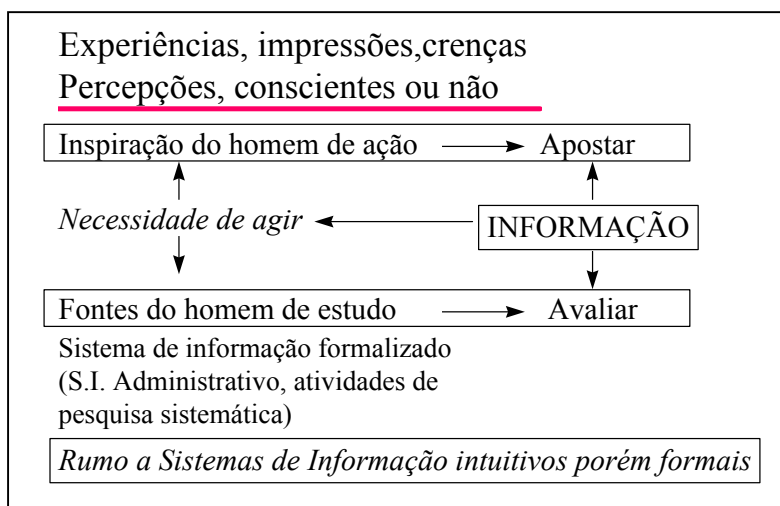 Experiências, impressões,crenças
Percepções, conscientes ou não
Inspiração do homem de ação Apostar
Necessidade de agir INFORMAÇÃO
Fontes do homem de estudo Avaliar
Sistema de informação formalizado
(S.I. Administrativo, atividades de
pesquisa sistemática)
Rumo a Sistemas de Informação intuitivos porém formais